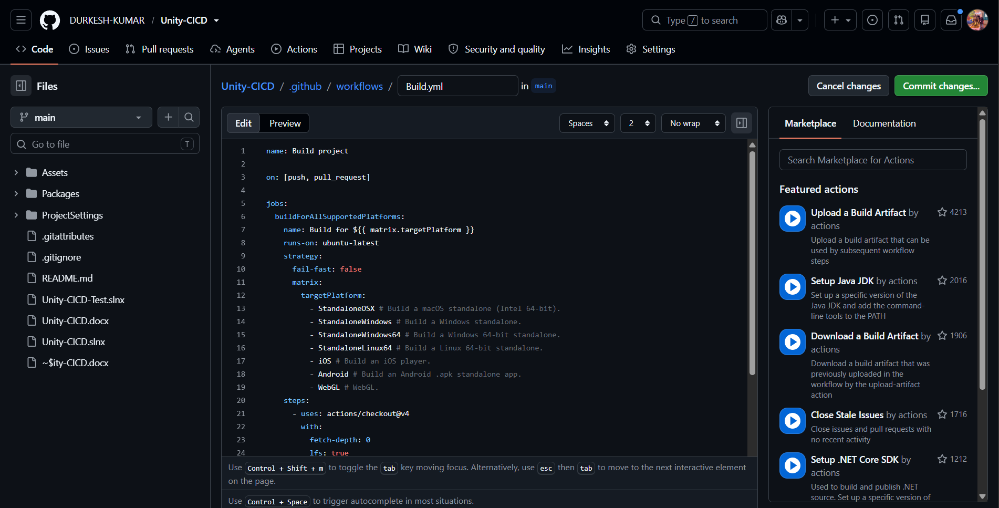 DURKESH-KUMAR / Unity-CICD
Type / to search
Code Issues Pull requests Agents Actions Projects Wiki Security and quality Insights Settings
Files
main
Go to file T
Assets
Packages
ProjectSettings
.gitattributes
.gitignore
README.md
Unity-CICD-Test.slnx
Unity-CICD.docx
Unity-CICD.slnx
~$ity-CICD.docx
Unity-CICD / .github / workflows / Build.yml in main
Cancel changes Commit changes...
Edit Preview Spaces 2 No wrap
1 name: Build project
2
3 on: [push, pull_request]
4
5 jobs:
6 buildForAllSupportedPlatforms:
7 name: Build for ${{ matrix.targetPlatform }}
8 runs-on: ubuntu-latest
9 strategy:
10 fail-fast: false
11 matrix:
12 targetPlatform:
13 - StandaloneOSX # Build a macOS standalone (Intel 64-bit).
14 - StandaloneWindows # Build a Windows standalone.
15 - StandaloneWindows64 # Build a Windows 64-bit standalone.
16 - StandaloneLinux64 # Build a Linux 64-bit standalone.
17 - iOS # Build an iOS player.
18 - Android # Build an Android .apk standalone app.
19 - WebGL # WebGL.
20 steps:
21 - uses: actions/checkout@v4
22 with:
23 fetch-depth: 0
24 lfs: true
Use Control + Shift + m to toggle the tab key moving focus. Alternatively, use esc then tab to move to the next interactive element
on the page.
Use Control + Space to trigger autocomplete in most situations.
Marketplace Documentation
Search Marketplace for Actions
Featured actions
Upload a Build Artifact by 4213
actions
Upload a build artifact that can be
used by subsequent workflow
steps
Setup Java JDK by actions 2016
Set up a specific version of the
Java JDK and add the command-
line tools to the PATH
Download a Build Artifact by 1906
actions
Download a build artifact that was
previously uploaded in the
workflow by the upload-artifact
action
Close Stale Issues by actions 1716
Close issues and pull requests with
no recent activity
Setup .NET Core SDK by 1212
actions
Used to build and publish .NET
source. Set up a specific version of